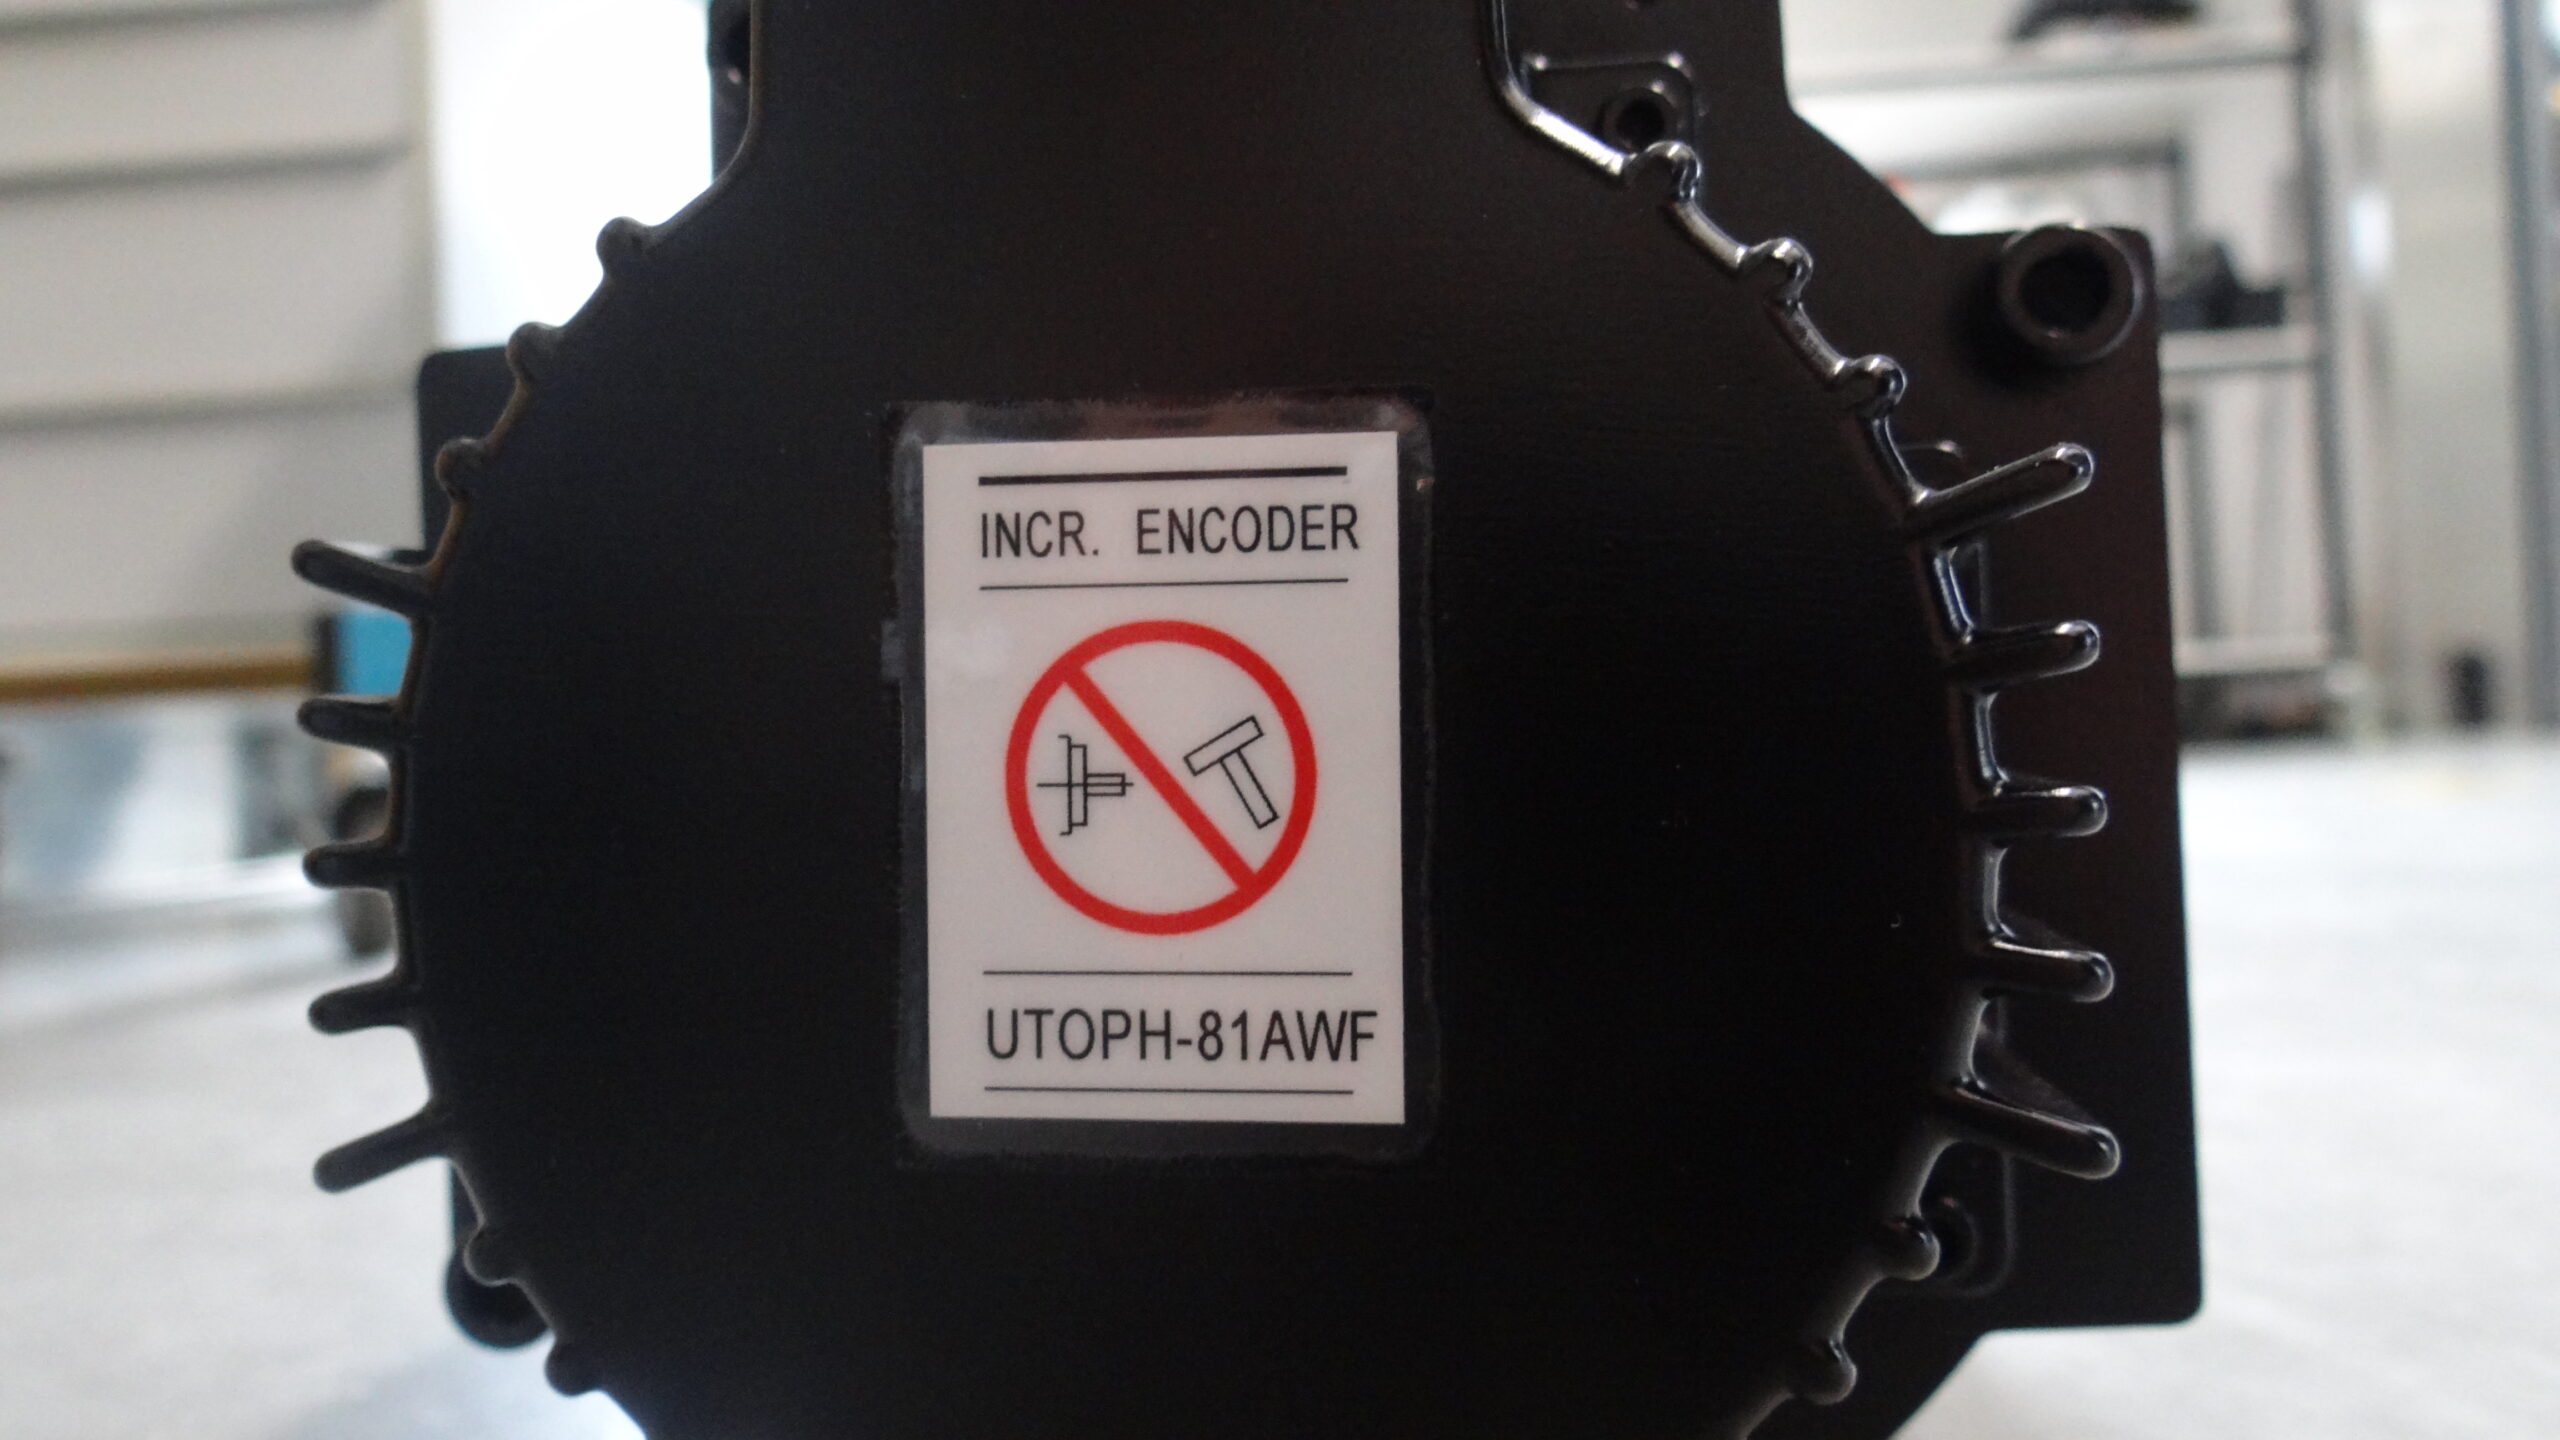 INCR. ENCODER
UTOPH-81AWF